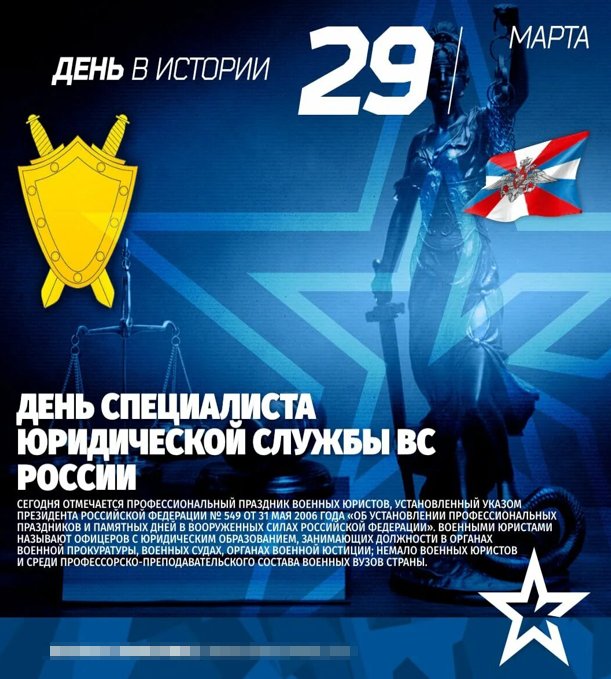 ДЕНЬ В ИСТОРИИ 29 МАРТА
ДЕНЬ СПЕЦИАЛИСТА
ЮРИДИЧЕСКОЙ СЛУЖБЫ ВС
РОССИИ
СЕГОДНЯ ОТМЕЧАЕТСЯ ПРОФЕССИОНАЛЬНЫЙ ПРАЗДНИК ВОЕННЫХ ЮРИСТОВ, УСТАНОВЛЕННЫЙ УКАЗОМ
ПРЕЗИДЕНТА РОССИЙСКОЙ ФЕДЕРАЦИИ № 549 ОТ 31 МАЯ 2006 ГОДА «ОБ УСТАНОВЛЕНИИ ПРОФЕССИОНАЛЬНЫХ
ПРАЗДНИКОВ И ПАМЯТНЫХ ДНЕЙ В ВООРУЖЕННЫХ СИЛАХ РОССИЙСКОЙ ФЕДЕРАЦИИ». ВОЕННЫМИ ЮРИСТАМИ
НАЗЫВАЮТ ОФИЦЕРОВ С ЮРИДИЧЕСКИМ ОБРАЗОВАНИЕМ, ЗАНИМАЮЩИХ ДОЛЖНОСТИ В ОРГАНАХ
ВОЕННОЙ ПРОКУРАТУРЫ, ВОЕННЫХ СУДАХ, ОРГАНАХ ВОЕННОЙ ЮСТИЦИИ; НЕМАЛО ВОЕННЫХ ЮРИСТОВ
И СРЕДИ ПРОФЕССОРСКО-ПРЕПОДАВАТЕЛЬСКОГО СОСТАВА ВОЕННЫХ ВУЗОВ СТРАНЫ.